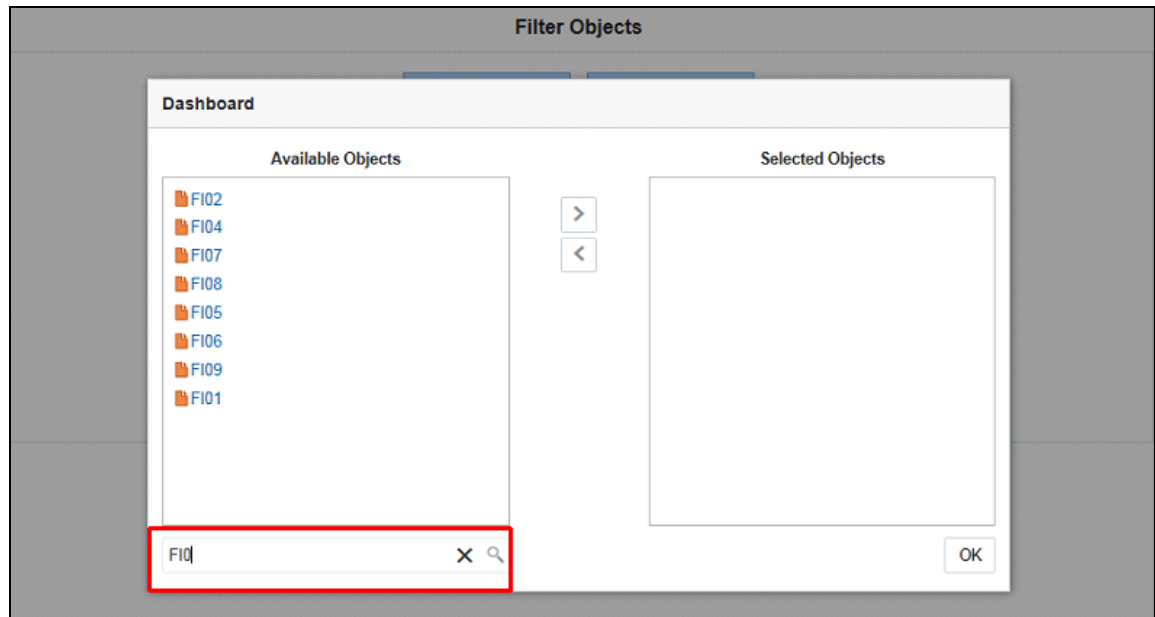 Filter Objects
Dashboard
Available Objects
Selected Objects
FI02
FI04
FI07
FI08
FI05
FI06
FI09
FI01
FI0
OK